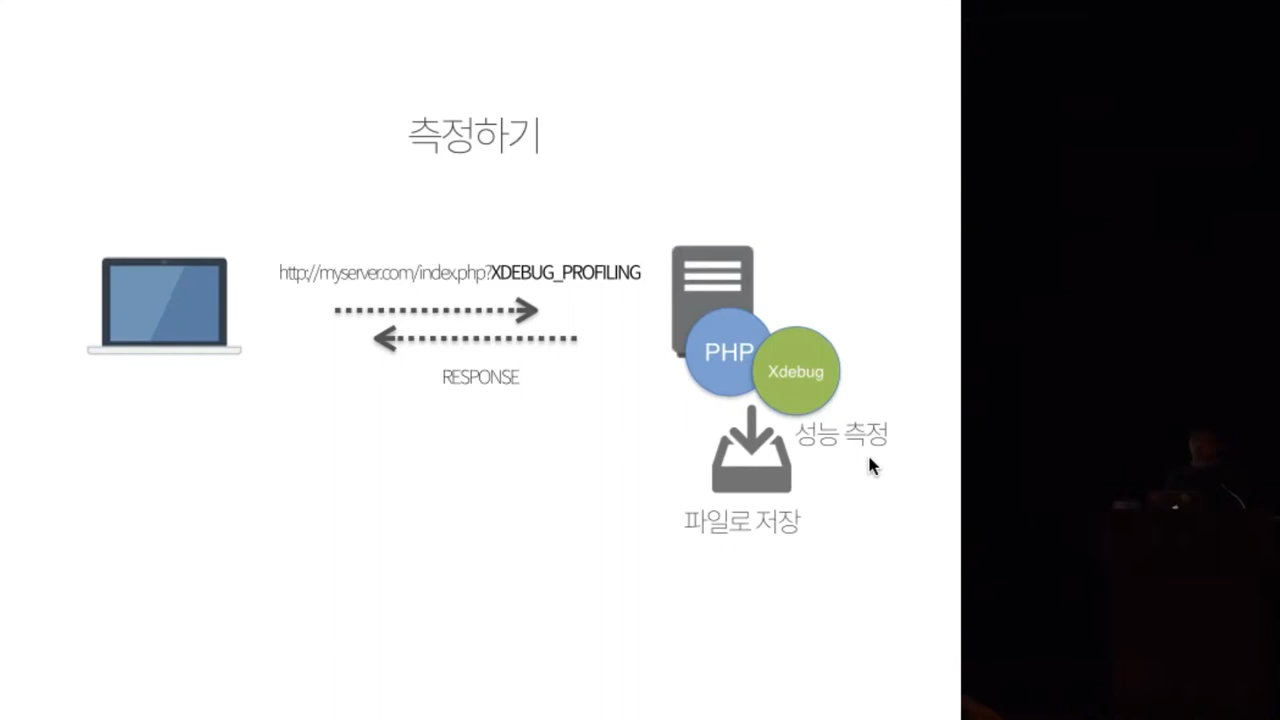 측정하기
http://myserver.com/index.php?XDEBUG_PROFILING
RESPONSE
PHP
Xdebug
성능 측정
파일로 저장